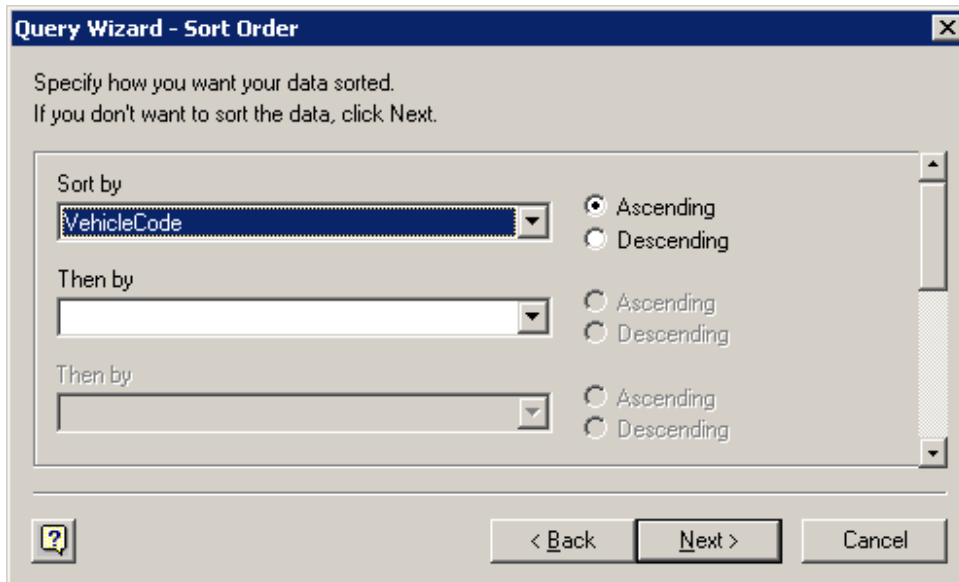 Query Wizard - Sort Order
Specify how you want your data sorted.
If you don't want to sort the data, click Next.
Sort by
VehicleCode
Ascending
Descending
Then by
Ascending
Descending
Then by
Ascending
Descending
?
< Back
Next >
Cancel